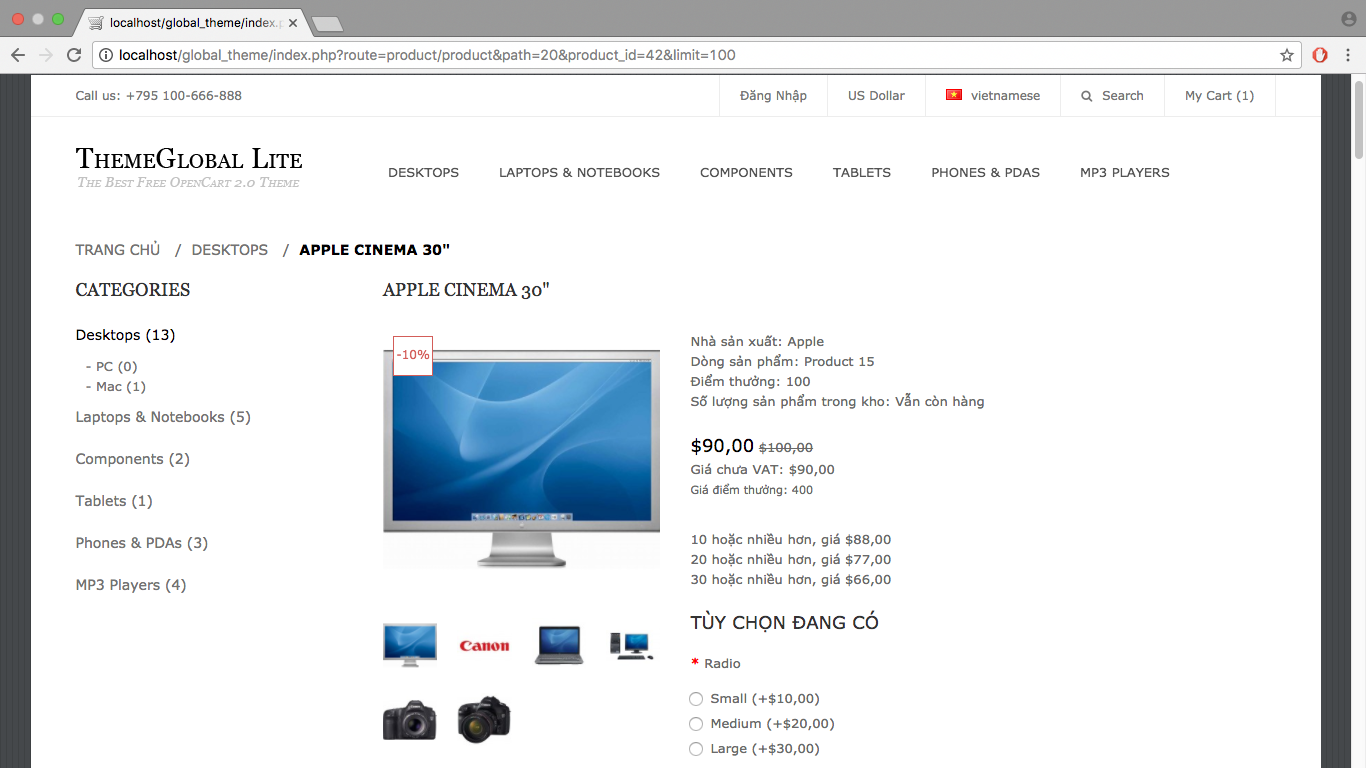 localhost/global_theme/index.p
localhost/global_theme/index.php?route=product/product&path=20&product_id=42&limit=100
Call us: +795 100-666-888
Đăng Nhập
US Dollar
vietnamese
Search
My Cart (1)
ThemeGlobal Lite
The Best Free OpenCart 2.0 Theme
DESKTOPS
LAPTOPS & NOTEBOOKS
COMPONENTS
TABLETS
PHONES & PDAS
MP3 PLAYERS
TRANG CHỦ / DESKTOPS / APPLE CINEMA 30"
CATEGORIES
Desktops (13)
- PC (0)
- Mac (1)
Laptops & Notebooks (5)
Components (2)
Tablets (1)
Phones & PDAs (3)
MP3 Players (4)
APPLE CINEMA 30"
-10%
Canon
Nhà sản xuất: Apple
Dòng sản phẩm: Product 15
Điểm thưởng: 100
Số lượng sản phẩm trong kho: Vẫn còn hàng
$90,00 $100,00
Giá chưa VAT: $90,00
Giá điểm thưởng: 400
10 hoặc nhiều hơn, giá $88,00
20 hoặc nhiều hơn, giá $77,00
30 hoặc nhiều hơn, giá $66,00
TÙY CHỌN ĐANG CÓ
* Radio
Small (+$10,00)
Medium (+$20,00)
Large (+$30,00)